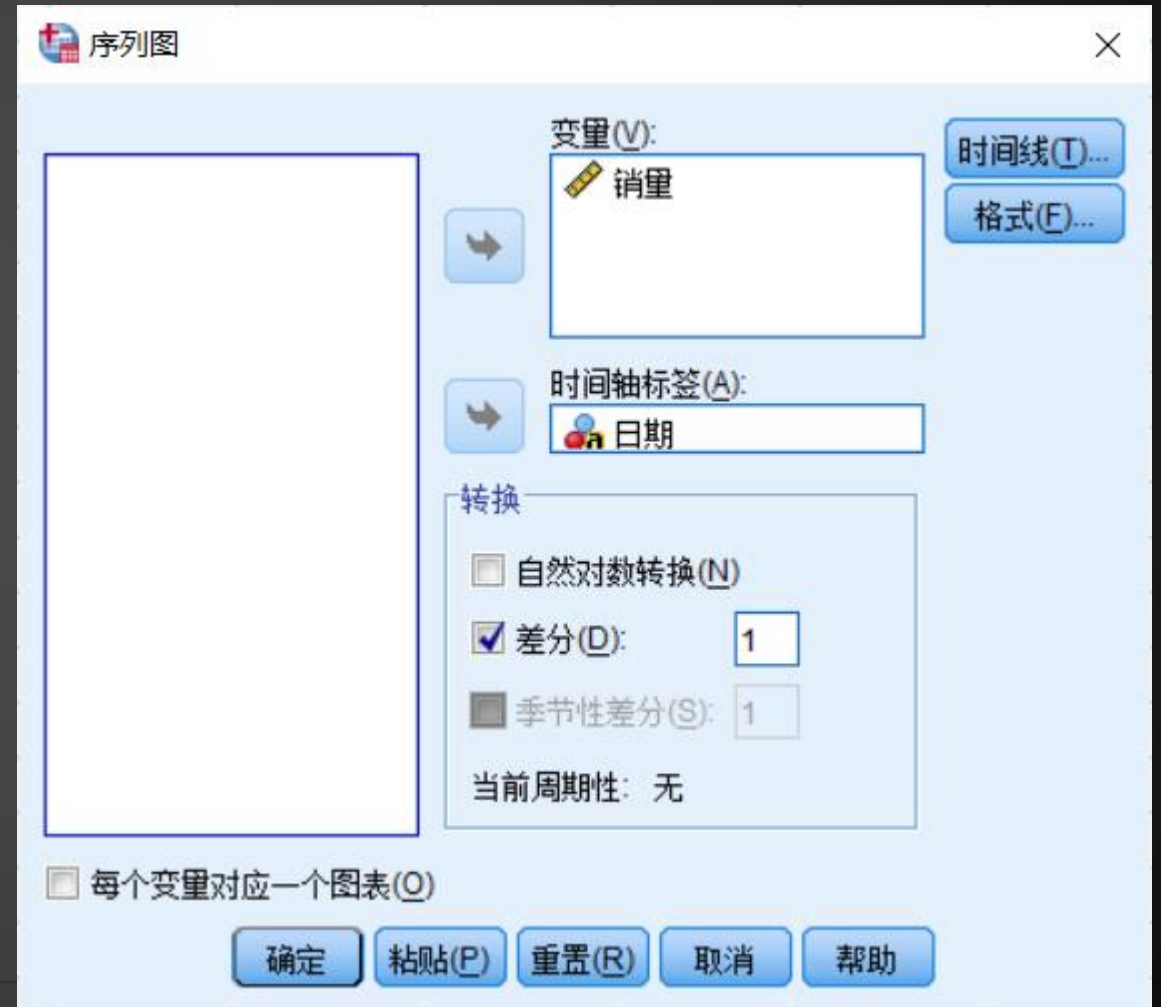 序列图
变量(V):
销量
时间线(T)...
格式(F)...
时间轴标签(A):
日期
转换
自然对数转换(N)
差分(D): 1
季节性差分(S): 1
当前周期性: 无
每个变量对应一个图表(O)
确定 粘贴(P) 重置(R) 取消 帮助